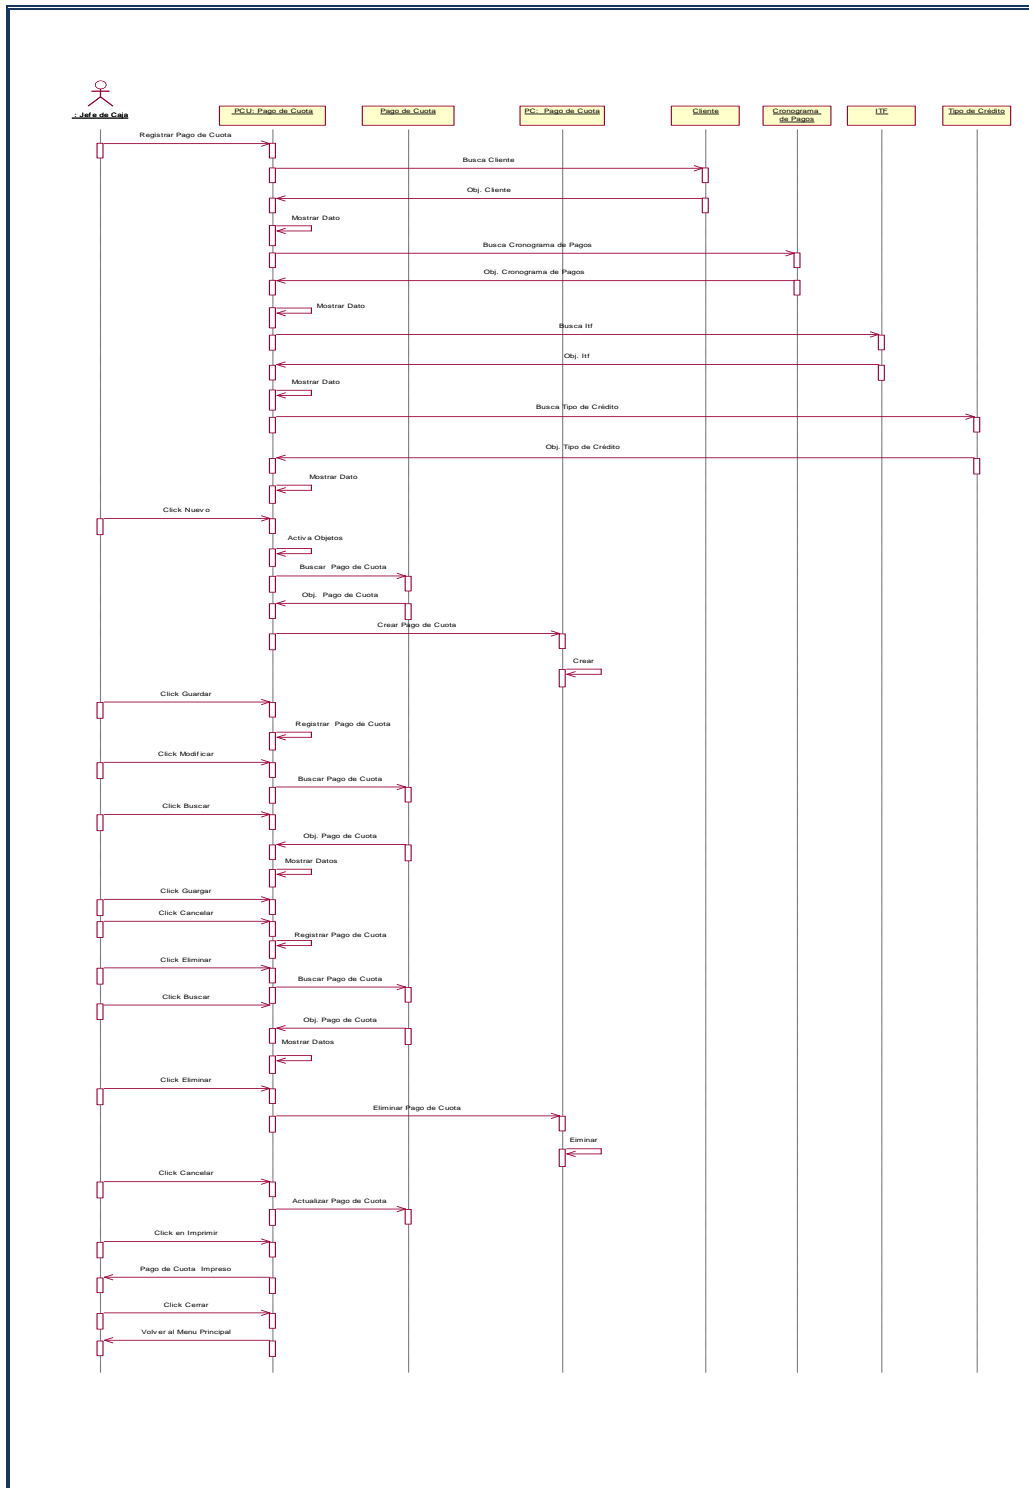 : Jefe de Caja
PCU: Pago de Cuota
Pago de Cuota
PC: Pago de Cuota
Cliente
Cronograma
de Pagos
ITF
Tipo de Crédito
Registrar Pago de Cuota
Busca Cliente
Obj. Cliente
Mostrar Dato
Busca Cronograma de Pagos
Obj. Cronograma de Pagos
Mostrar Dato
Busca Itf
Obj. Itf
Mostrar Dato
Busca Tipo de Crédito
Obj. Tipo de Crédito
Mostrar Dato
Click Nuevo
Activa Objetos
Buscar Pago de Cuota
Obj. Pago de Cuota
Crear Pago de Cuota
Crear
Click Guardar
Registrar Pago de Cuota
Click Modificar
Buscar Pago de Cuota
Click Buscar
Obj. Pago de Cuota
Mostrar Datos
Click Guargar
Click Cancelar
Registrar Pago de Cuota
Click Eliminar
Buscar Pago de Cuota
Click Buscar
Obj. Pago de Cuota
Mostrar Datos
Click Eliminar
Eliminar Pago de Cuota
Eiminar
Click Cancelar
Actualizar Pago de Cuota
Click en Imprimir
Pago de Cuota Impreso
Click Cerrar
Volver al Menu Principal